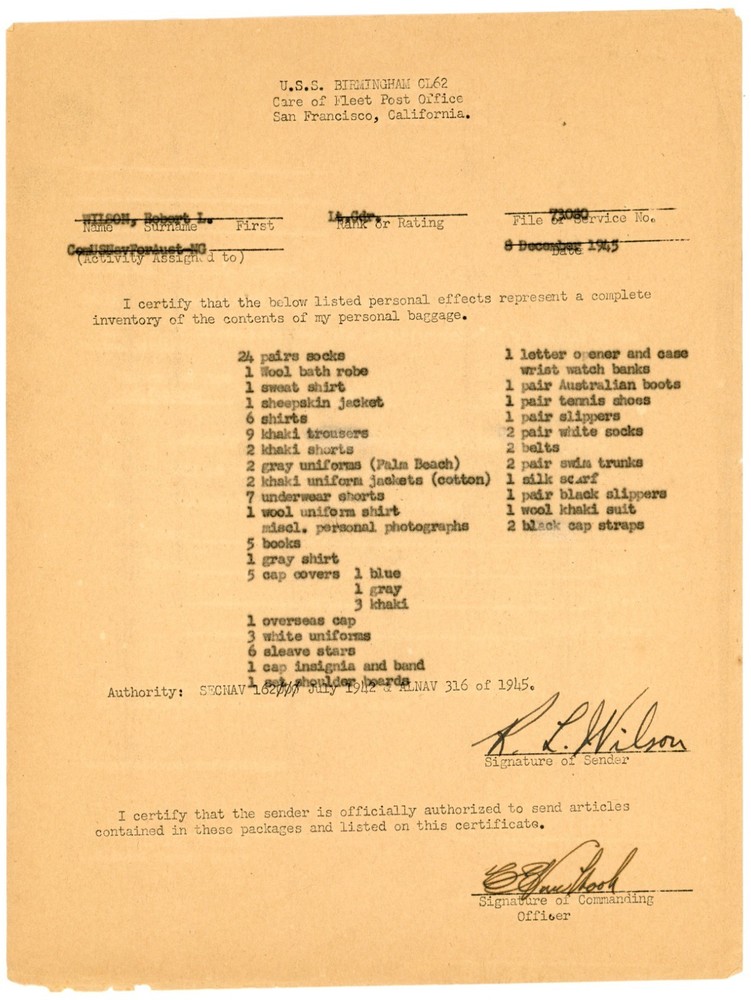 U.S.S. BIRMINGHAM CL62
Care of Fleet Post Office
San Francisco, California.
WILSON, Robert L. Lt.Cdr. 73080
Name Surname First Rank or Rating File or Service No.
ComUSNavForAust-NG 8 December 1945
(Activity Assigned to) Date
I certify that the below listed personal effects represent a complete
inventory of the contents of my personal baggage.
24 pairs socks
1 Wool bath robe
1 sweat shirt
1 sheepskin jacket
6 shirts
9 khaki trousers
2 khaki shorts
2 gray uniforms (Palm Beach)
2 khaki uniform jackets (cotton)
7 underwear shorts
1 wool uniform shirt
miscl. personal photographs
5 books
1 gray shirt
5 cap covers 1 blue
1 gray
3 khaki
1 overseas cap
3 white uniforms
6 sleave stars
1 cap insignia and band
1 set shoulder boards
1 letter opener and case
wrist watch banks
1 pair Australian boots
1 pair tennis shoes
1 pair slippers
2 pair white socks
2 belts
2 pair swim trunks
1 silk scarf
1 pair black slippers
1 wool khaki suit
2 black cap straps
Authority: SECNAV 162/// July 1942 & ALNAV 316 of 1945.
R. L. Wilson
Signature of Sender
I certify that the sender is officially authorized to send articles
contained in these packages and listed on this certificate.
Signature of Commanding
Officer